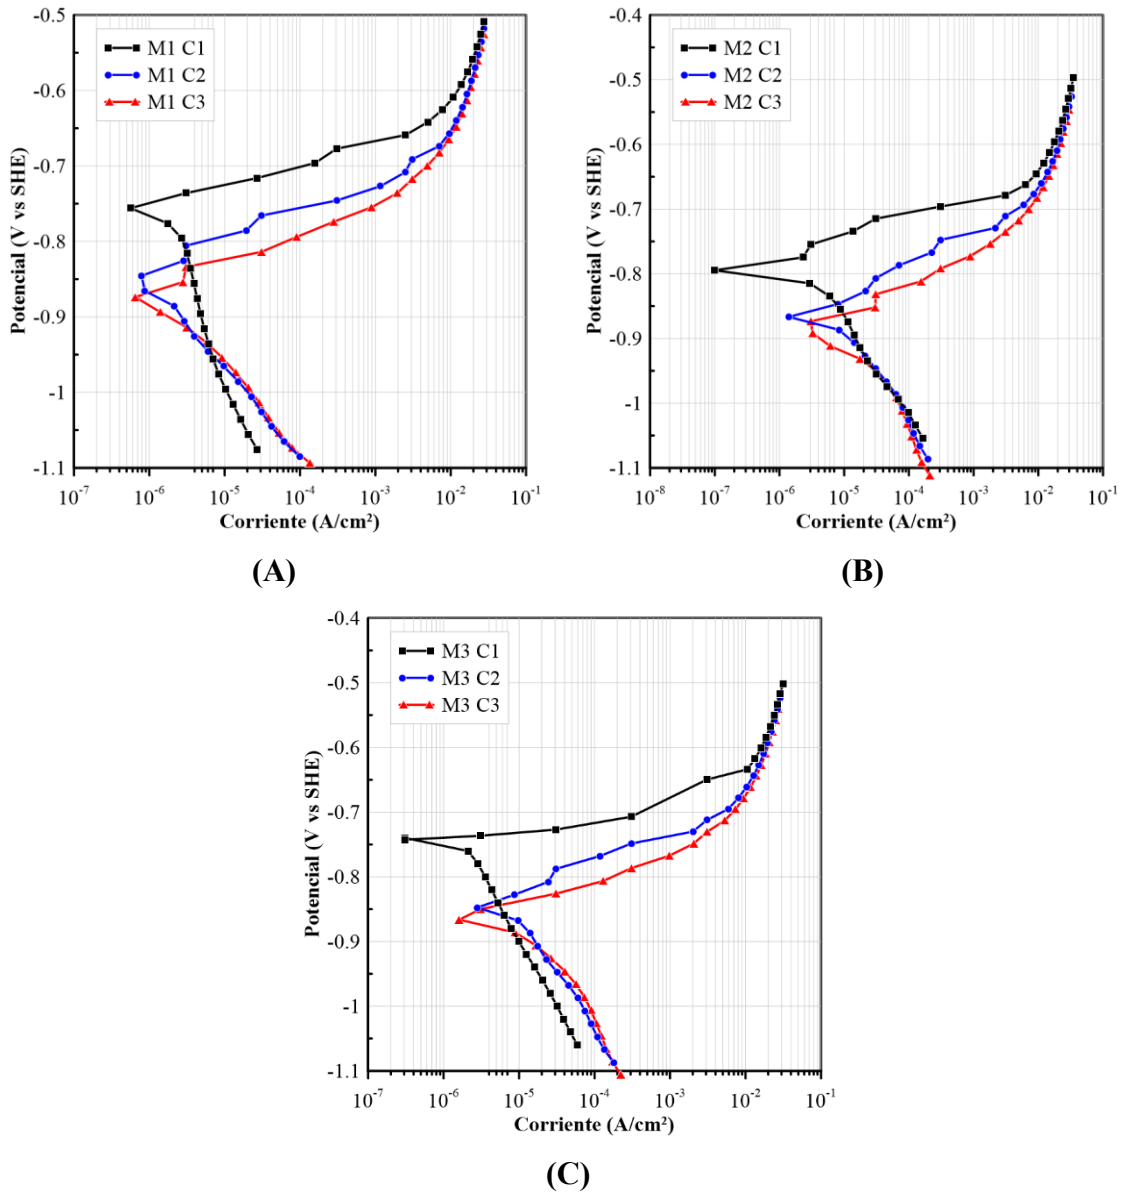 -0.5
-0.6
-0.7
-0.8
-0.9
-1
-1.1
Potencial (V vs SHE)
M1 C1
M1 C2
M1 C3
10⁻⁷ 10⁻⁶ 10⁻⁵ 10⁻⁴ 10⁻³ 10⁻² 10⁻¹
Corriente (A/cm²)
(A)
-0.4
-0.5
-0.6
-0.7
-0.8
-0.9
-1
-1.1
Potencial (V vs SHE)
M2 C1
M2 C2
M2 C3
10⁻⁸ 10⁻⁷ 10⁻⁶ 10⁻⁵ 10⁻⁴ 10⁻³ 10⁻² 10⁻¹
Corriente (A/cm²)
(B)
-0.4
-0.5
-0.6
-0.7
-0.8
-0.9
-1
-1.1
Potencial (V vs SHE)
M3 C1
M3 C2
M3 C3
10⁻⁷ 10⁻⁶ 10⁻⁵ 10⁻⁴ 10⁻³ 10⁻² 10⁻¹
Corriente (A/cm²)
(C)